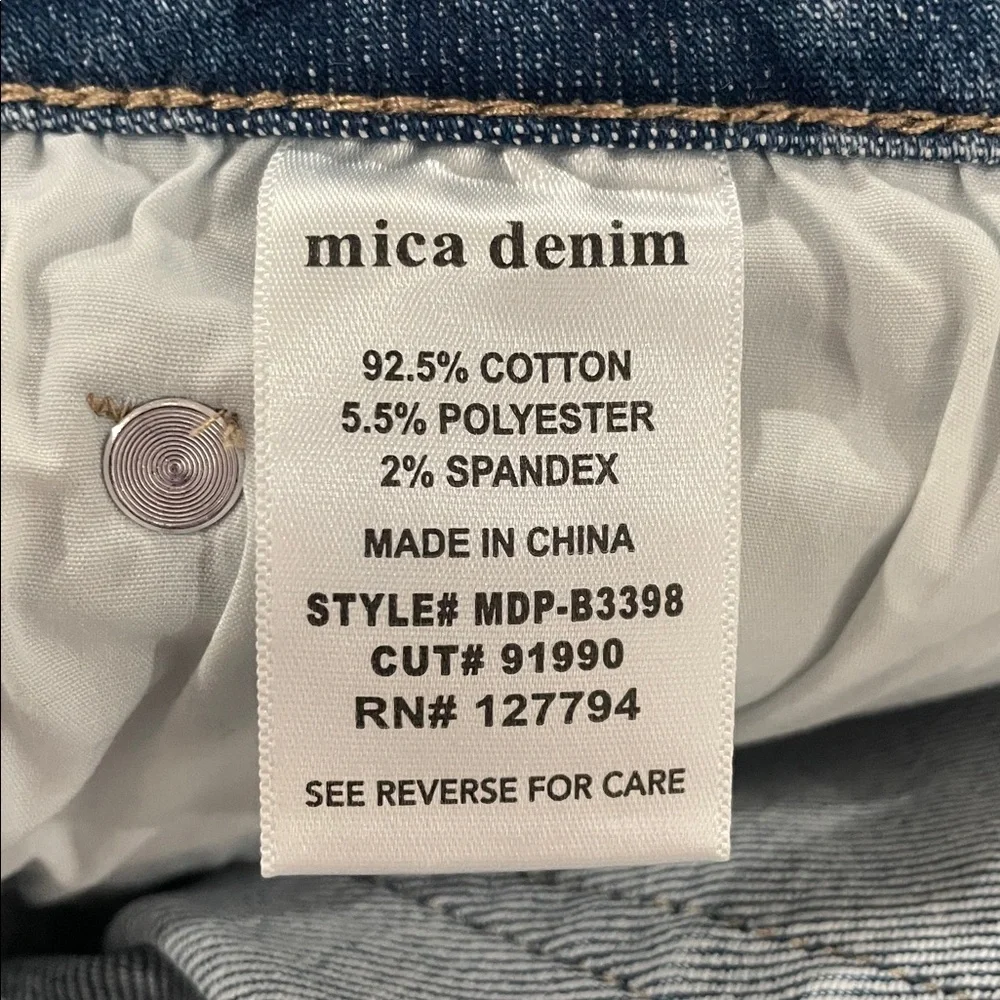 mica denim
92.5% COTTON
5.5% POLYESTER
2% SPANDEX
MADE IN CHINA
STYLE# MDP-B3398
CUT# 91990
RN# 127794
SEE REVERSE FOR CARE